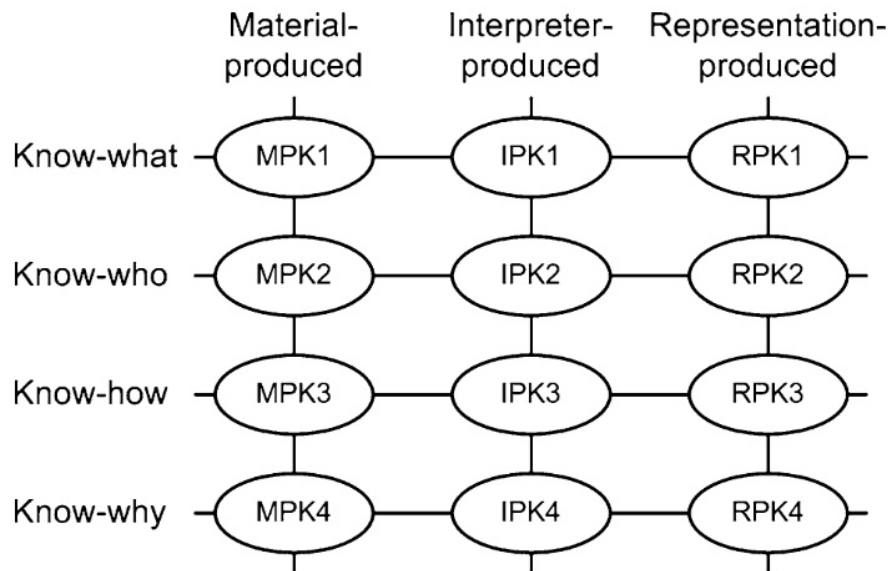 Material- Interpreter- Representation-
produced produced produced
Know-what MPK1 IPK1 RPK1
Know-who MPK2 IPK2 RPK2
Know-how MPK3 IPK3 RPK3
Know-why MPK4 IPK4 RPK4